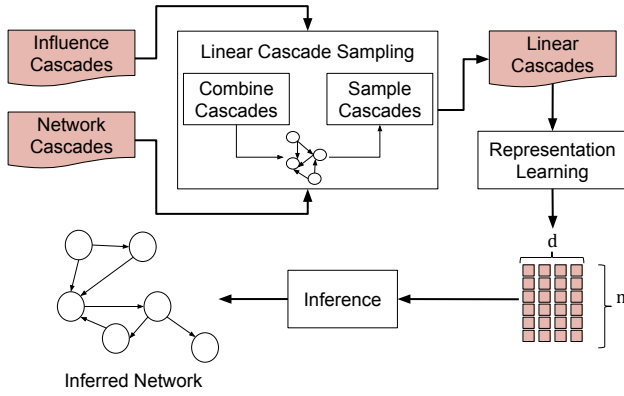 Influence
Cascades
Network
Cascades
Linear Cascade Sampling
Combine
Cascades
Sample
Cascades
Linear
Cascades
Representation
Learning
d
n
Inference
Inferred Network